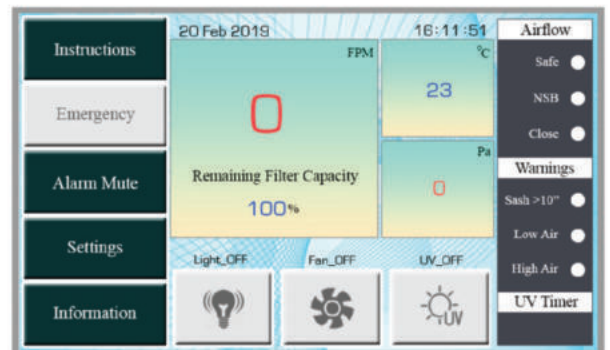 Instructions
Emergency
Alarm Mute
Settings
Information
20 Feb 2019
16:11:51
FPM
0
Remaining Filter Capacity
100%
°C
23
Pa
0
Light_OFF
Fan_OFF
UV_OFF
UV
Airflow
Safe
NSB
Close
Warnings
Sash >10"
Low Air
High Air
UV Timer